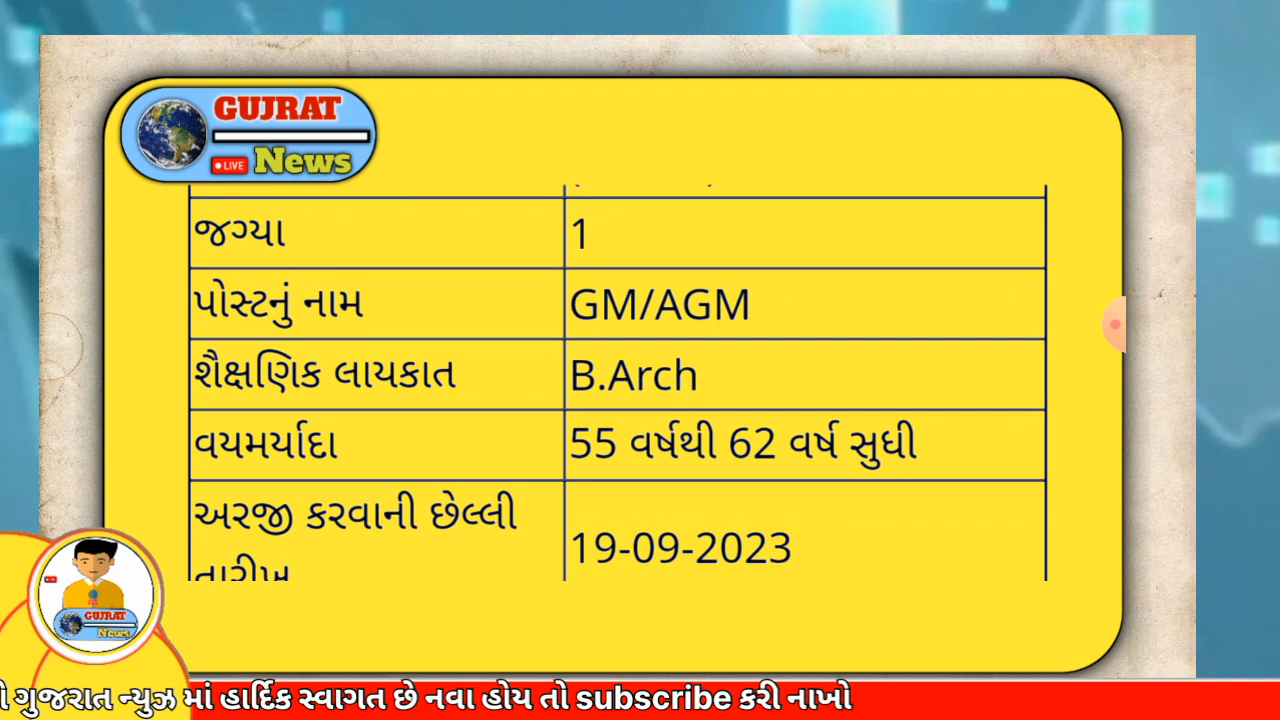 GUJRAT
LIVE News
જગ્યા 1
પોસ્ટનું નામ GM/AGM
શૈક્ષણિક લાયકાત B.Arch
વયમર્યાદા 55 વર્ષથી 62 વર્ષ સુધી
અરજી કરવાની છેલ્લી
તારીખ 19-09-2023
GUJRAT
News
ગુજરાત ન્યુઝ માં હાર્દિક સ્વાગત છે નવા હોય તો subscribe કરી નાખો